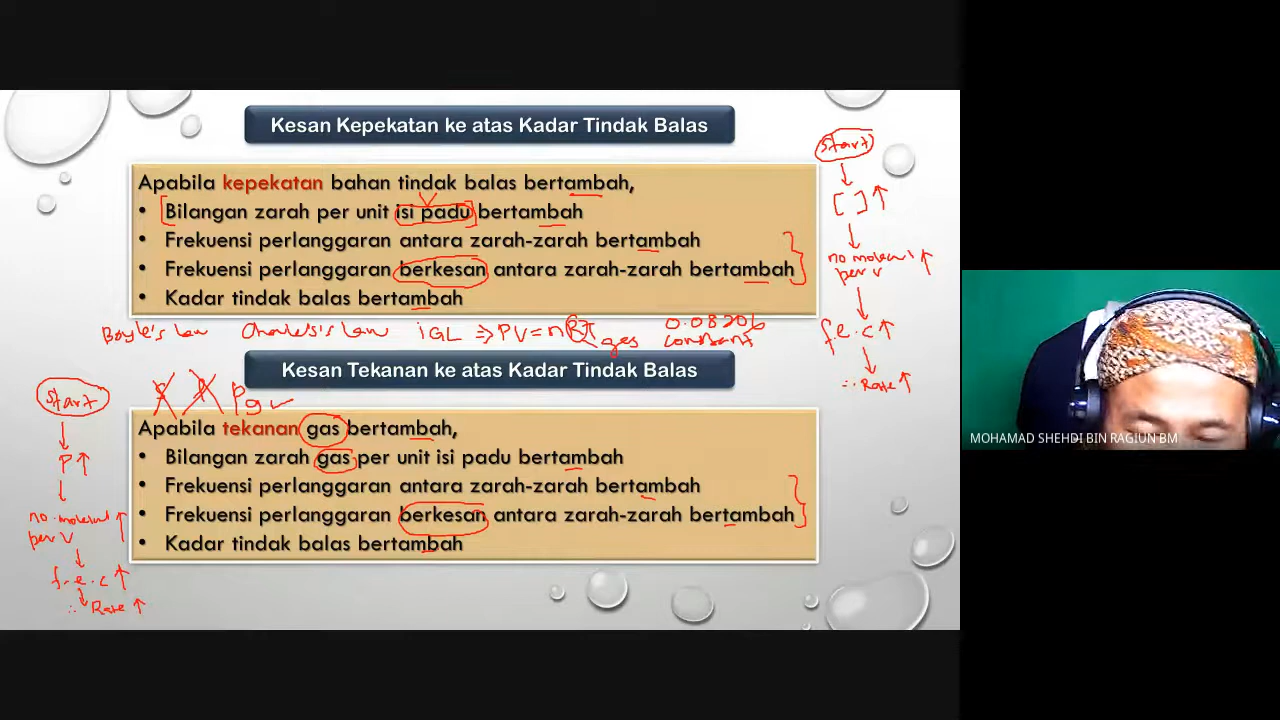 Kesan Kepekatan ke atas Kadar Tindak Balas
Apabila kepekatan bahan tindak balas bertambah,
• Bilangan zarah per unit isi padu bertambah
• Frekuensi perlanggaran antara zarah-zarah bertambah
• Frekuensi perlanggaran berkesan antara zarah-zarah bertambah
• Kadar tindak balas bertambah
Start
↓
[ ] ↑
↓
no molecul ↑
per v
↓
f.e.c ↑
↓
∴ Rate ↑
Boyle's Law Charles's Law iGL ⇒ PV = nRT gas 0.08206
constant
Kesan Tekanan ke atas Kadar Tindak Balas
Pg ✓
Apabila tekanan gas bertambah,
• Bilangan zarah gas per unit isi padu bertambah
• Frekuensi perlanggaran antara zarah-zarah bertambah
• Frekuensi perlanggaran berkesan antara zarah-zarah bertambah
• Kadar tindak balas bertambah
Start
↓
P ↑
↓
no. molecul ↑
per V
↓
f.e.c ↑
↓
∴ Rate ↑
MOHAMAD SHEHDI BIN RAGIUN BM